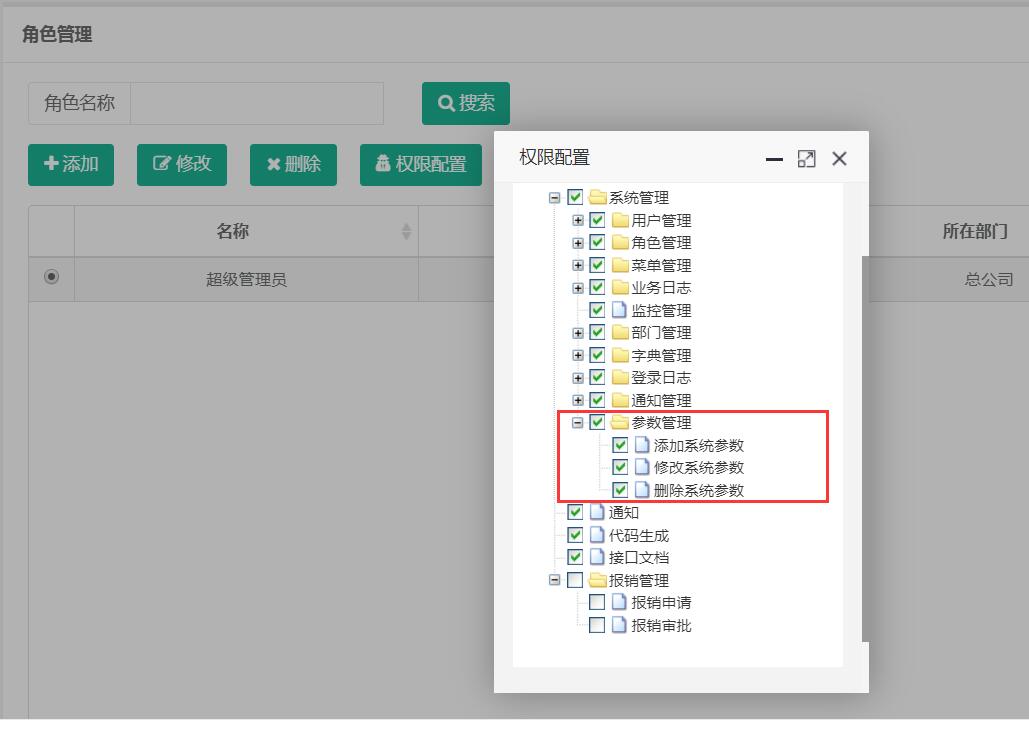 角色管理
角色名称
搜索
添加
修改
删除
权限配置
名称
所在部门
超级管理员
总公司
权限配置
系统管理
用户管理
角色管理
菜单管理
业务日志
监控管理
部门管理
字典管理
登录日志
通知管理
参数管理
添加系统参数
修改系统参数
删除系统参数
通知
代码生成
接口文档
报销管理
报销申请
报销审批